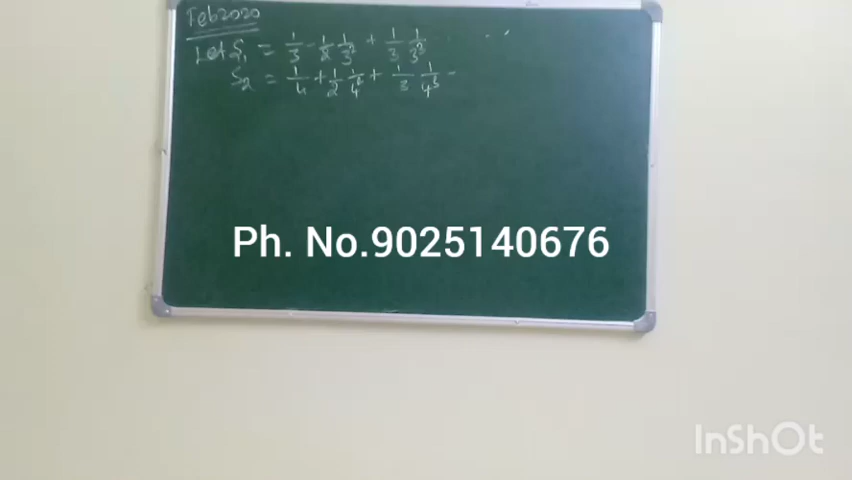 Feb2020
Let S₁ = 1/3 - 1/2 1/3² + 1/3 1/3³ ......
S₂ = 1/4 + 1/2 1/4² + 1/3 1/4³ -
Ph. No.9025140676
InShOt